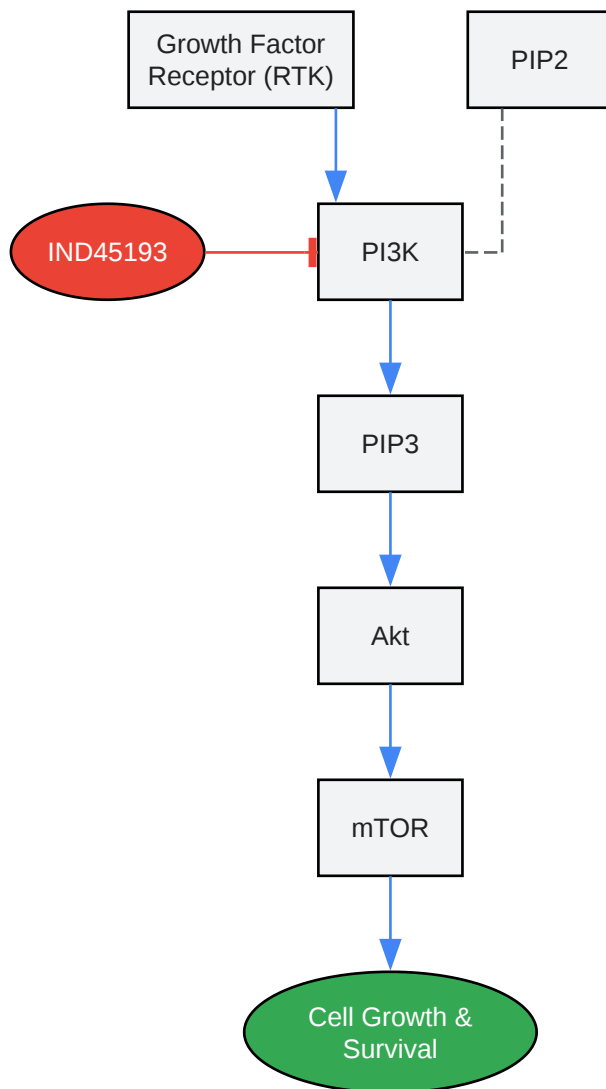 Growth Factor
Receptor (RTK)
PIP2
IND45193
PI3K
PIP3
Akt
mTOR
Cell Growth &
Survival